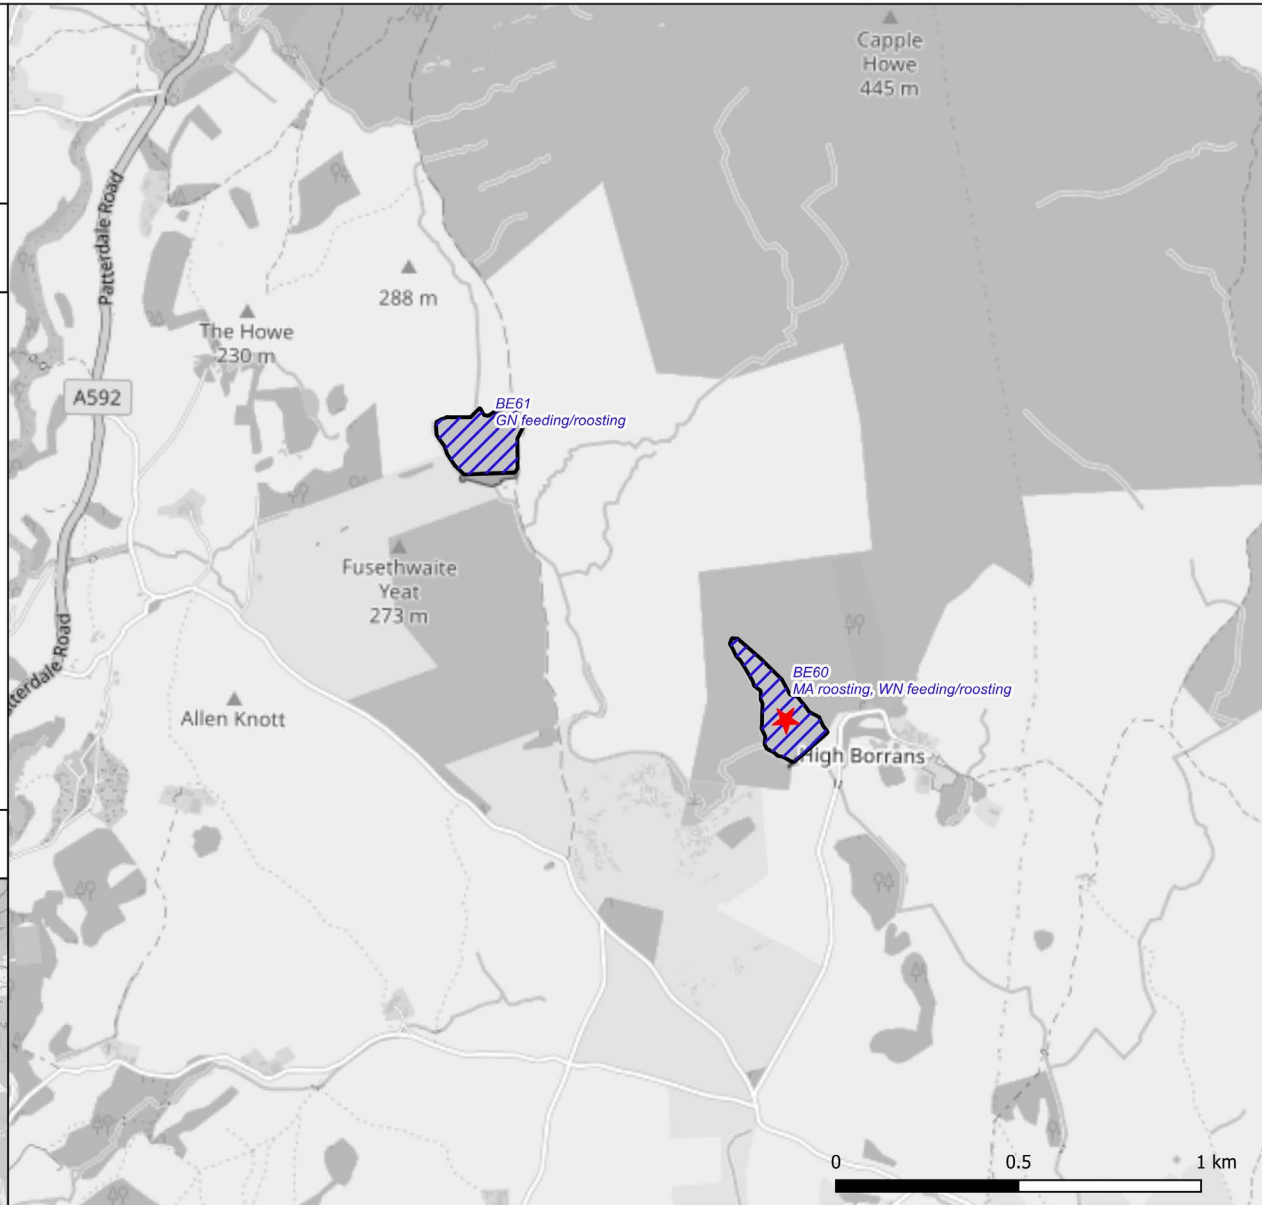 Capple
Howe
445 m
Patterdale Road
288 m
The Howe
230 m
A592
BE61
GN feeding/roosting
Fusethwaite
Yeat
273 m
tterdale Road
Allen Knott
BE60
MA roosting, WN feeding/roosting
High Borrans
0 0.5 1 km